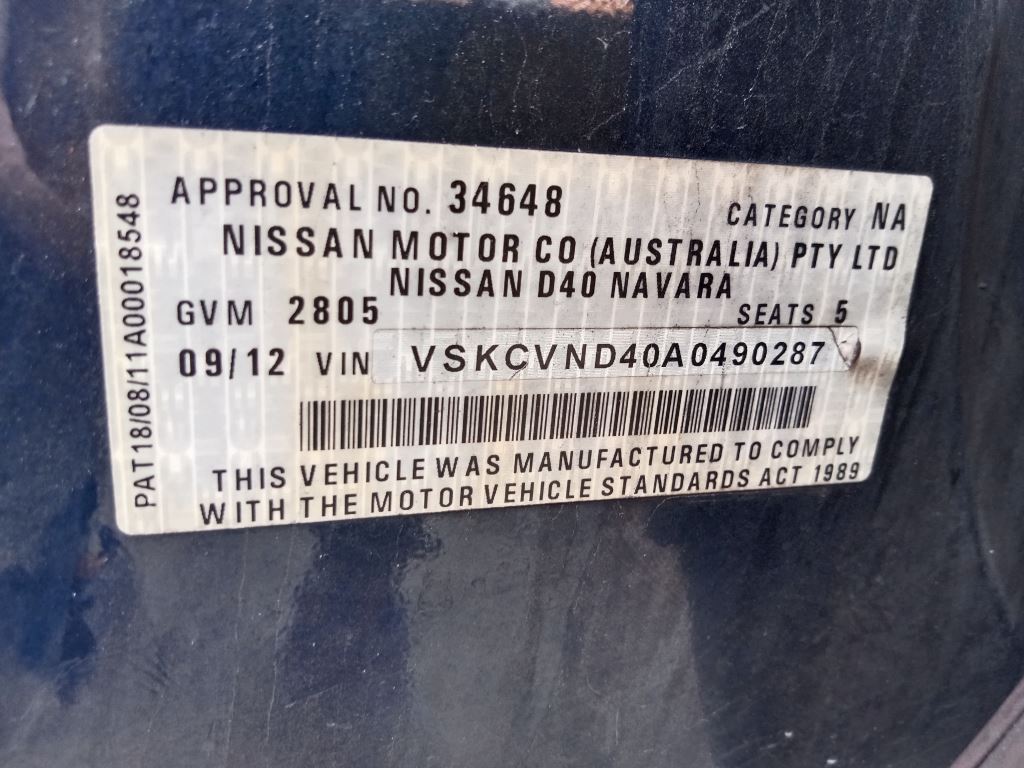 APPROVAL NO. 34648 CATEGORY NA
NISSAN MOTOR CO (AUSTRALIA) PTY LTD
NISSAN D40 NAVARA
GVM 2805 SEATS 5
09/12 VIN VSKCVND40A0490287
THIS VEHICLE WAS MANUFACTURED TO COMPLY
WITH THE MOTOR VEHICLE STANDARDS ACT 1989
PAT18/08/11A00018548